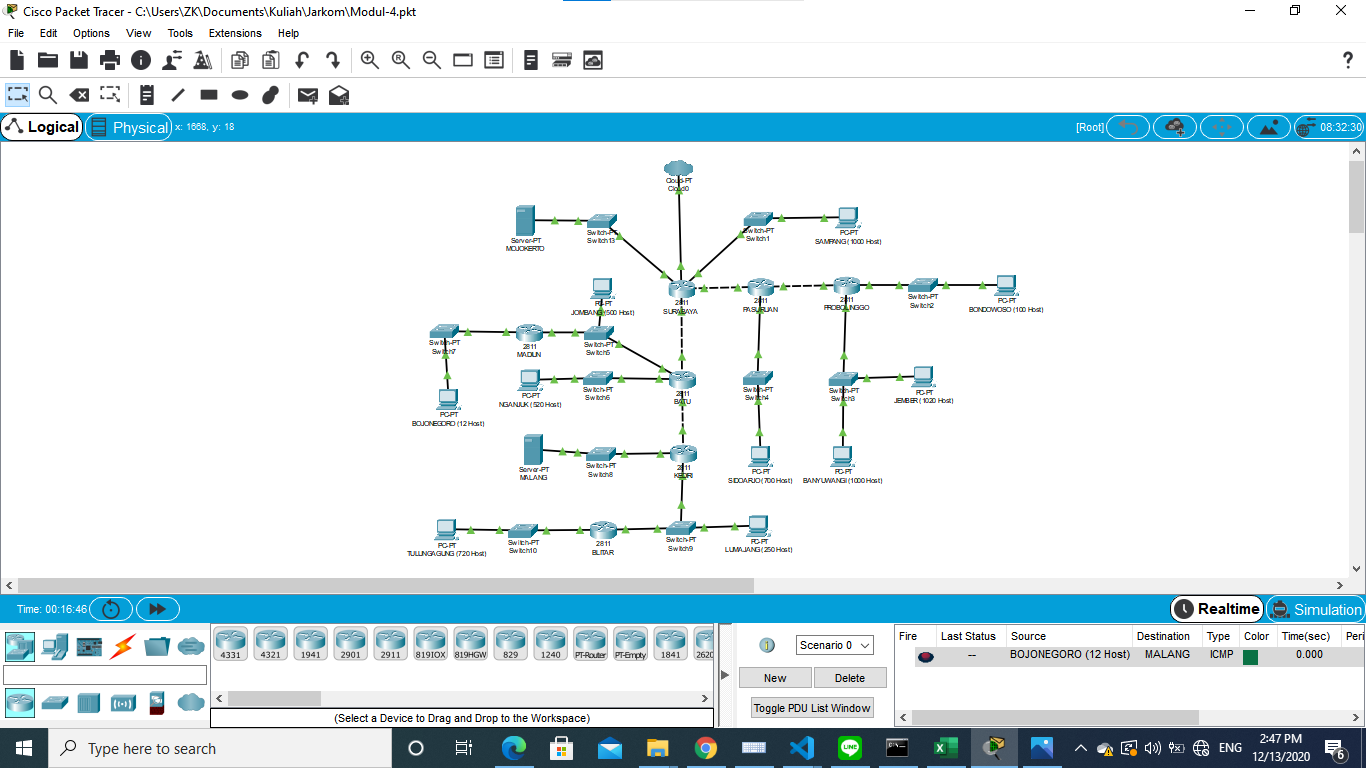 Cisco Packet Tracer - C:\Users\ZK\Documents\Kuliah\Jarkom\Modul-4.pkt
File Edit Options View Tools Extensions Help
Logical Physical x: 1668, y: 18 [Root] 08:32:30
Cloud-PT
Cloud0
Server-PT
MOJOKERTO
Switch-PT
Switch13
Switch-PT
Switch1
PC-PT
SAMPANG (1000 Host)
2811
SURABAYA
2811
PASURUAN
2811
PROBOLINGGO
Switch-PT
Switch2
PC-PT
BONDOWOSO (100 Host)
PC-PT
JOMBANG (500 Host)
Switch-PT
Switch7
2811
MADIUN
Switch-PT
Switch5
PC-PT
NGANJUK (520 Host)
Switch-PT
Switch6
2811
BATU
Switch-PT
Switch4
Switch-PT
Switch3
PC-PT
JEMBER (1020 Host)
PC-PT
BOJONEGORO (12 Host)
Server-PT
MALANG
Switch-PT
Switch8
2811
KEDIRI
PC-PT
SIDOARJO (700 Host)
PC-PT
BANYUWANGI (1000 Host)
PC-PT
TULUNGAGUNG (720 Host)
Switch-PT
Switch10
2811
BLITAR
Switch-PT
Switch9
PC-PT
LUMAJANG (250 Host)
Time: 00:16:46 Realtime Simulation
4331 4321 1941 2901 2911 819IOX 819HGW 829 1240 PT-Router PT-Empty 1841 2620
(Select a Device to Drag and Drop to the Workspace)
Scenario 0
New Delete
Toggle PDU List Window
Fire Last Status Source Destination Type Color Time(sec) Peri
-- BOJONEGORO (12 Host) MALANG ICMP 0.000
Type here to search
ENG
2:47 PM
12/13/2020
6